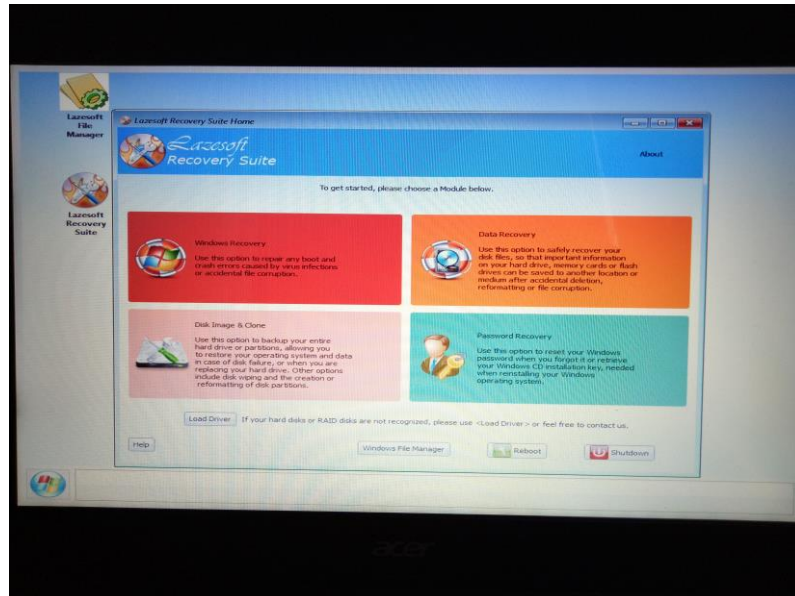 Lazesoft
File
Manager
Lazesoft
Recovery
Suite
Lazesoft Recovery Suite Home
Lazesoft
Recovery Suite
About
To get started, please choose a Module below.
Windows Recovery
Use this option to repair any boot and
crash errors caused by virus infections
or accidental file corruption.
Data Recovery
Use this option to safely recover your
disk files, so that important information
on your hard drive, memory cards or flash
drives can be saved to another location or
medium after accidental deletion,
reformatting or file corruption.
Disk Image & Clone
Use this option to backup your entire
hard drive or partitions, allowing you
to restore your operating system and data
in case of disk failure, or when you are
replacing your hard drive. Other options
include disk wiping and the creation or
reformatting of disk partitions.
Password Recovery
Use this option to reset your Windows
password when you forgot it or retrieve
your Windows CD installation key, needed
when reinstalling your Windows
operating system.
Load Driver If your hard disks or RAID disks are not recognized, please use <Load Driver> or feel free to contact us.
Help Windows File Manager Reboot Shutdown
acer